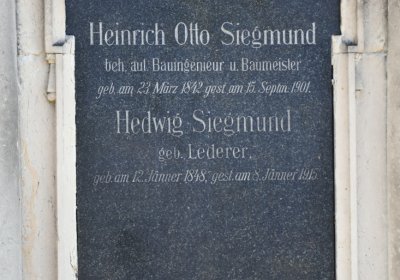 Heinrich Otto Siegmund
beh. aut. Bauingenieur u. Baumeister
geb. am 23. März 1842 gest. am 15. Septm. 1901.
Hedwig Siegmund
geb. Lederer,
geb. am 12. Jänner 1848, gest. am 8. Jänner 1915.